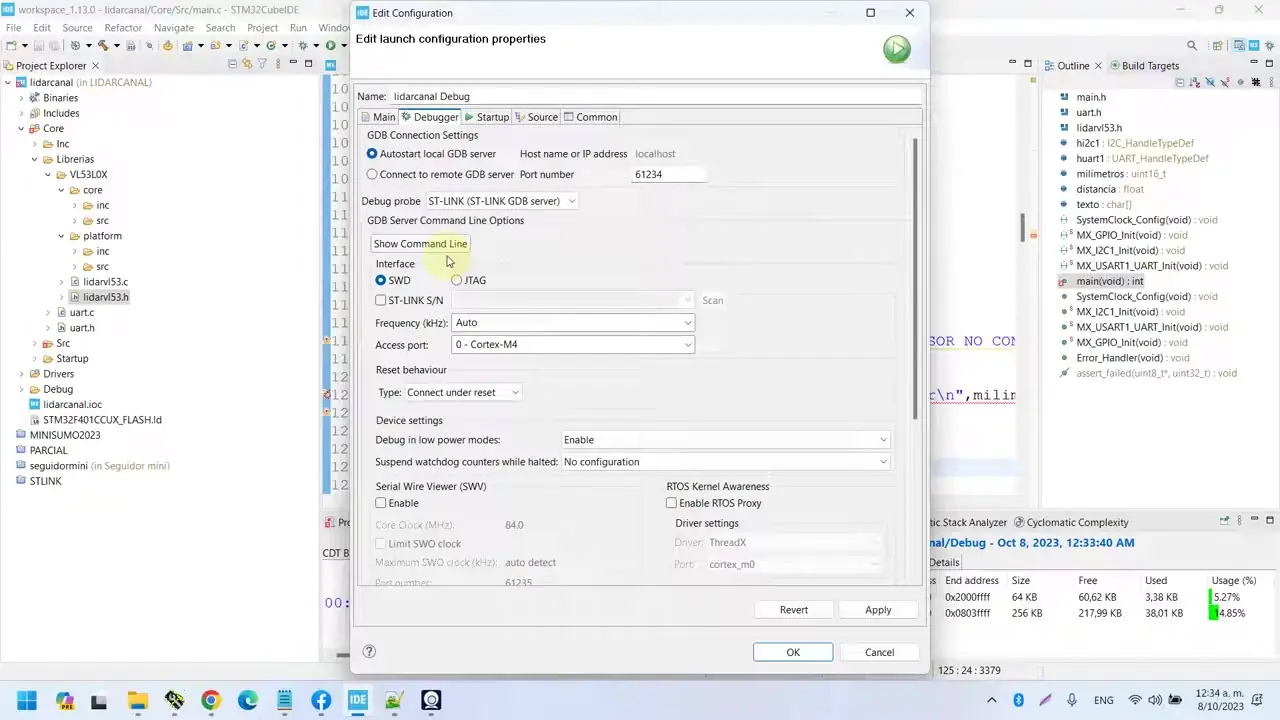 workspace_1.13.0 - lidarcanal/Core/Src/main.c - STM32CubeIDE
File Edit Source Refactor Navigate Search Project Run Window
Project Explorer
lidarcanal (in LIDARCANAL)
Binaries
Includes
Core
Inc
Librerias
VL53L0X
core
inc
src
platform
inc
src
lidarvl53.c
lidarvl53.h
uart.c
uart.h
Src
Startup
Drivers
Debug
lidarcanal.ioc
STM32F401CCUX_FLASH.ld
MINISUMO2023
PARCIAL
seguidormini (in Seguidor mini)
STLINK
CDT B
00:
IDE Edit Configuration
Edit launch configuration properties
Name: lidarcanal Debug
Main Debugger Startup Source Common
GDB Connection Settings
Autostart local GDB server Host name or IP address localhost
Connect to remote GDB server Port number 61234
Debug probe ST-LINK (ST-LINK GDB server)
GDB Server Command Line Options
Show Command Line
Interface
SWD JTAG
ST-LINK S/N Scan
Frequency (kHz): Auto
Access port: 0 - Cortex-M4
Reset behaviour
Type: Connect under reset
Device settings
Debug in low power modes: Enable
Suspend watchdog counters while halted: No configuration
Serial Wire Viewer (SWV) RTOS Kernel Awareness
Enable Enable RTOS Proxy
Core Clock (MHz): 84.0 Driver settings
Limit SWO clock Driver: ThreadX
Maximum SWO clock (kHz): auto detect Port: cortex_m0
Port number: 61235
Revert Apply
OK Cancel
SOR NO CON
r\n",milim
Outline Build Targets
main.h
uart.h
lidarvl53.h
hi2c1 : I2C_HandleTypeDef
huart1 : UART_HandleTypeDef
milimetros : uint16_t
distancia : float
texto : char[]
SystemClock_Config(void) : void
MX_GPIO_Init(void) : void
MX_I2C1_Init(void) : void
MX_USART1_UART_Init(void) : void
main(void) : int
SystemClock_Config(void) : void
MX_I2C1_Init(void) : void
MX_USART1_UART_Init(void) : void
MX_GPIO_Init(void) : void
Error_Handler(void) : void
assert_failed(uint8_t*, uint32_t) : void
tic Stack Analyzer Cyclomatic Complexity
nal/Debug - Oct 8, 2023, 12:33:40 AM
Details
End address Size Free Used Usage (%)
0x2000ffff 64 KB 60,62 KB 3,38 KB 5.27%
0x0803ffff 256 KB 217,99 KB 38,01 KB 14.85%
125 : 24 : 3379
IDE
ENG
12:34 a. m.
8/10/2023